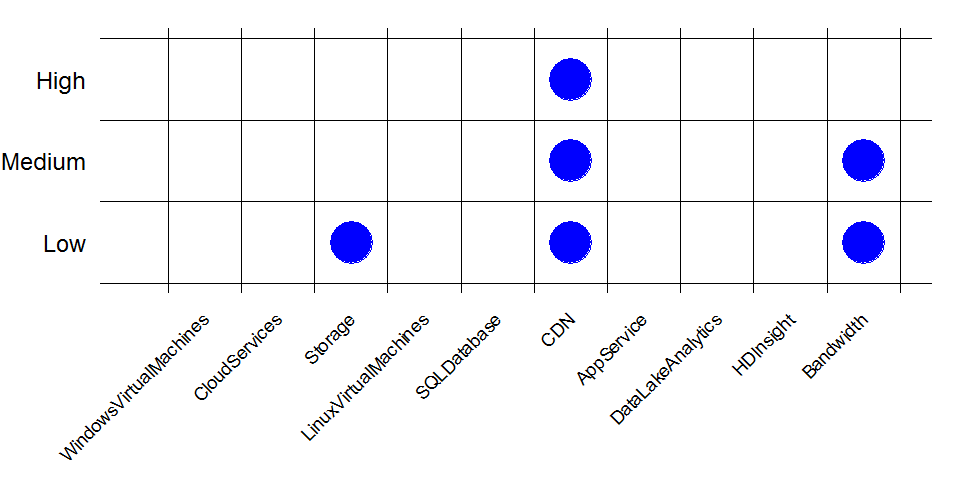 High
Medium
Low
WindowsVirtualMachines
CloudServices
Storage
LinuxVirtualMachines
SQLDatabase
CDN
AppService
DataLakeAnalytics
HDInsight
Bandwidth